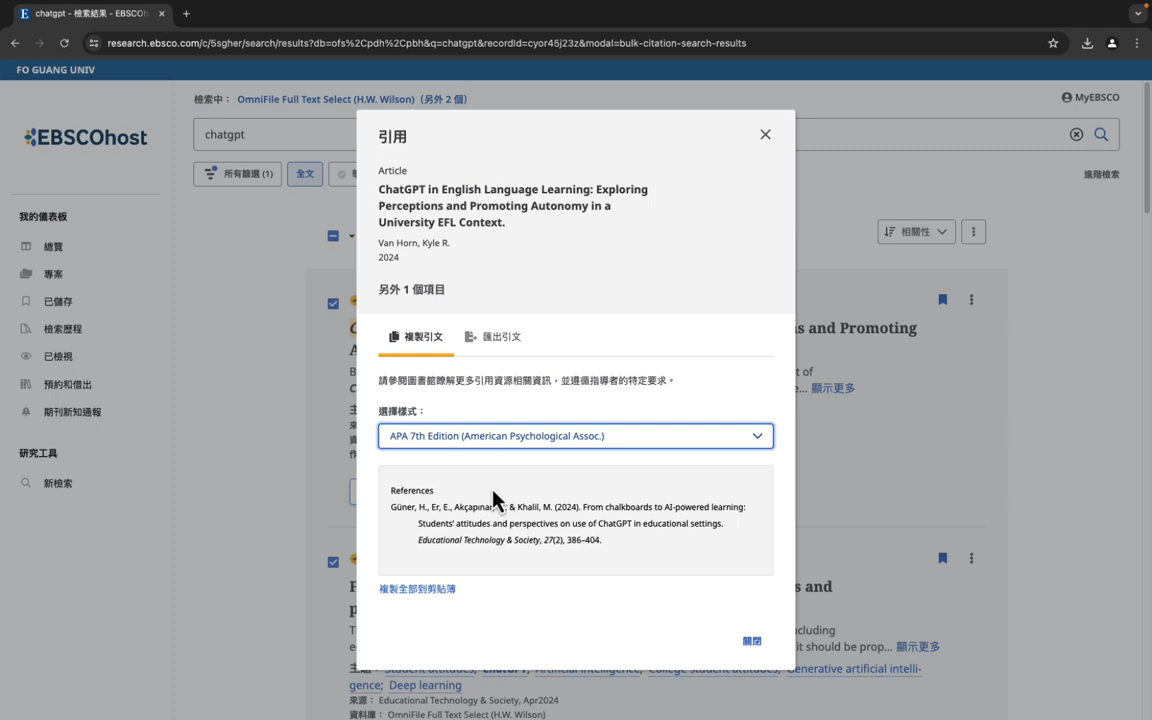 chatgpt - 檢索結果 - EBSCOh
research.ebsco.com/c/5sgher/search/results?db=ofs%2Cpdh%2Cpbh&q=chatgpt&recordId=cyor45j23z&modal=bulk-citation-search-results
FO GUANG UNIV
檢索中： OmniFile Full Text Select (H.W. Wilson)（另外 2 個）
MyEBSCO
EBSCOhost
chatgpt
所有篩選 (1)
全文
進階檢索
我的儀表板
總覽
專案
已儲存
檢索歷程
已檢視
預約和借出
期刊新知通報
研究工具
新檢索
相關性
引用
Article
ChatGPT in English Language Learning: Exploring
Perceptions and Promoting Autonomy in a
University EFL Context.
Van Horn, Kyle R.
2024
另外 1 個項目
複製引文
匯出引文
請參閱圖書館瞭解更多引用資源相關資訊，並遵循指導者的特定要求。
選擇樣式：
APA 7th Edition (American Psychological Assoc.)
References
Güner, H., Er, E., & Khalil, M. (2024). From chalkboards to AI-powered learning:
Students’ attitudes and perspectives on use of ChatGPT in educational settings.
Educational Technology & Society, 27(2), 386–404.
複製全部到剪貼簿
關閉
s and Promoting
t of
e... 顯示更多
s and
cluding
it should be prop... 顯示更多
主題： Student attitudes; ChatGPT; Artificial intelligence; College student attitudes; Generative artificial intelli-
gence; Deep learning
來源： Educational Technology & Society, Apr2024
資料庫： OmniFile Full Text Select (H.W. Wilson)